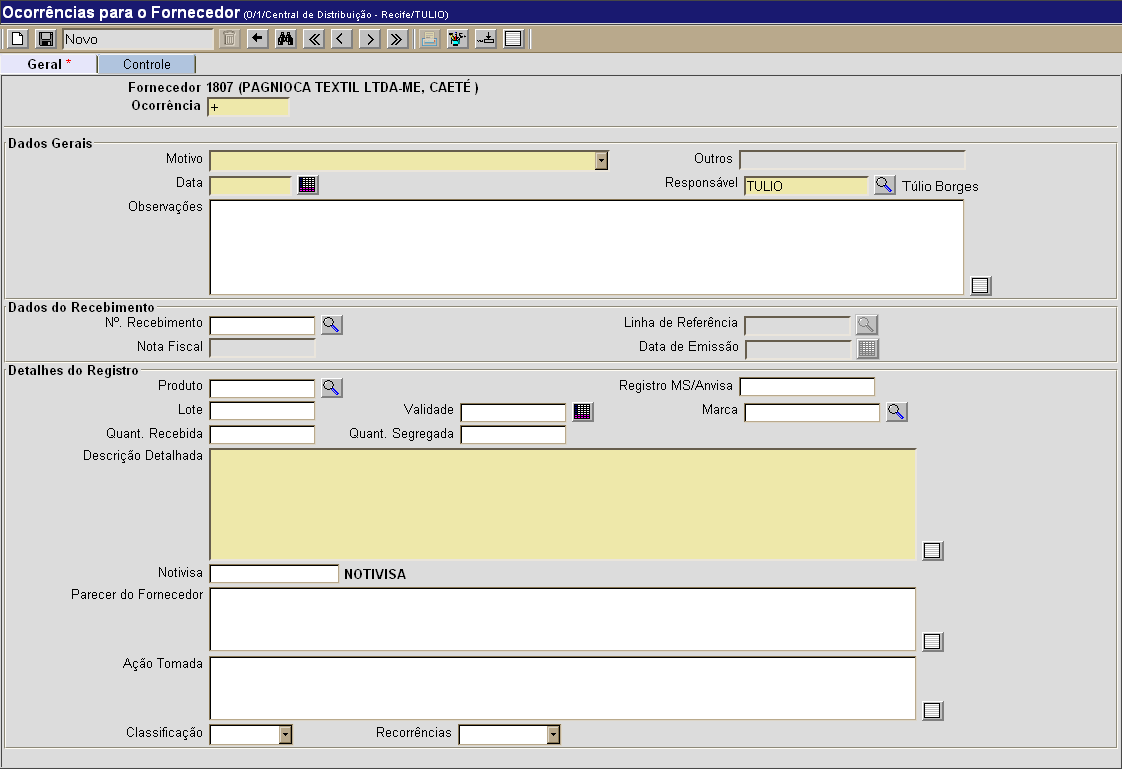 Ocorrências para o Fornecedor (0/1/Central de Distribuição - Recife/TULIO)
Novo
Geral * Controle
Fornecedor 1807 (PAGNIOCA TEXTIL LTDA-ME, CAETÉ )
Ocorrência +
Dados Gerais
Motivo Outros
Data Responsável TULIO Túlio Borges
Observações
Dados do Recebimento
Nº. Recebimento Linha de Referência
Nota Fiscal Data de Emissão
Detalhes do Registro
Produto Registro MS/Anvisa
Lote Validade Marca
Quant. Recebida Quant. Segregada
Descrição Detalhada
Notivisa NOTIVISA
Parecer do Fornecedor
Ação Tomada
Classificação Recorrências